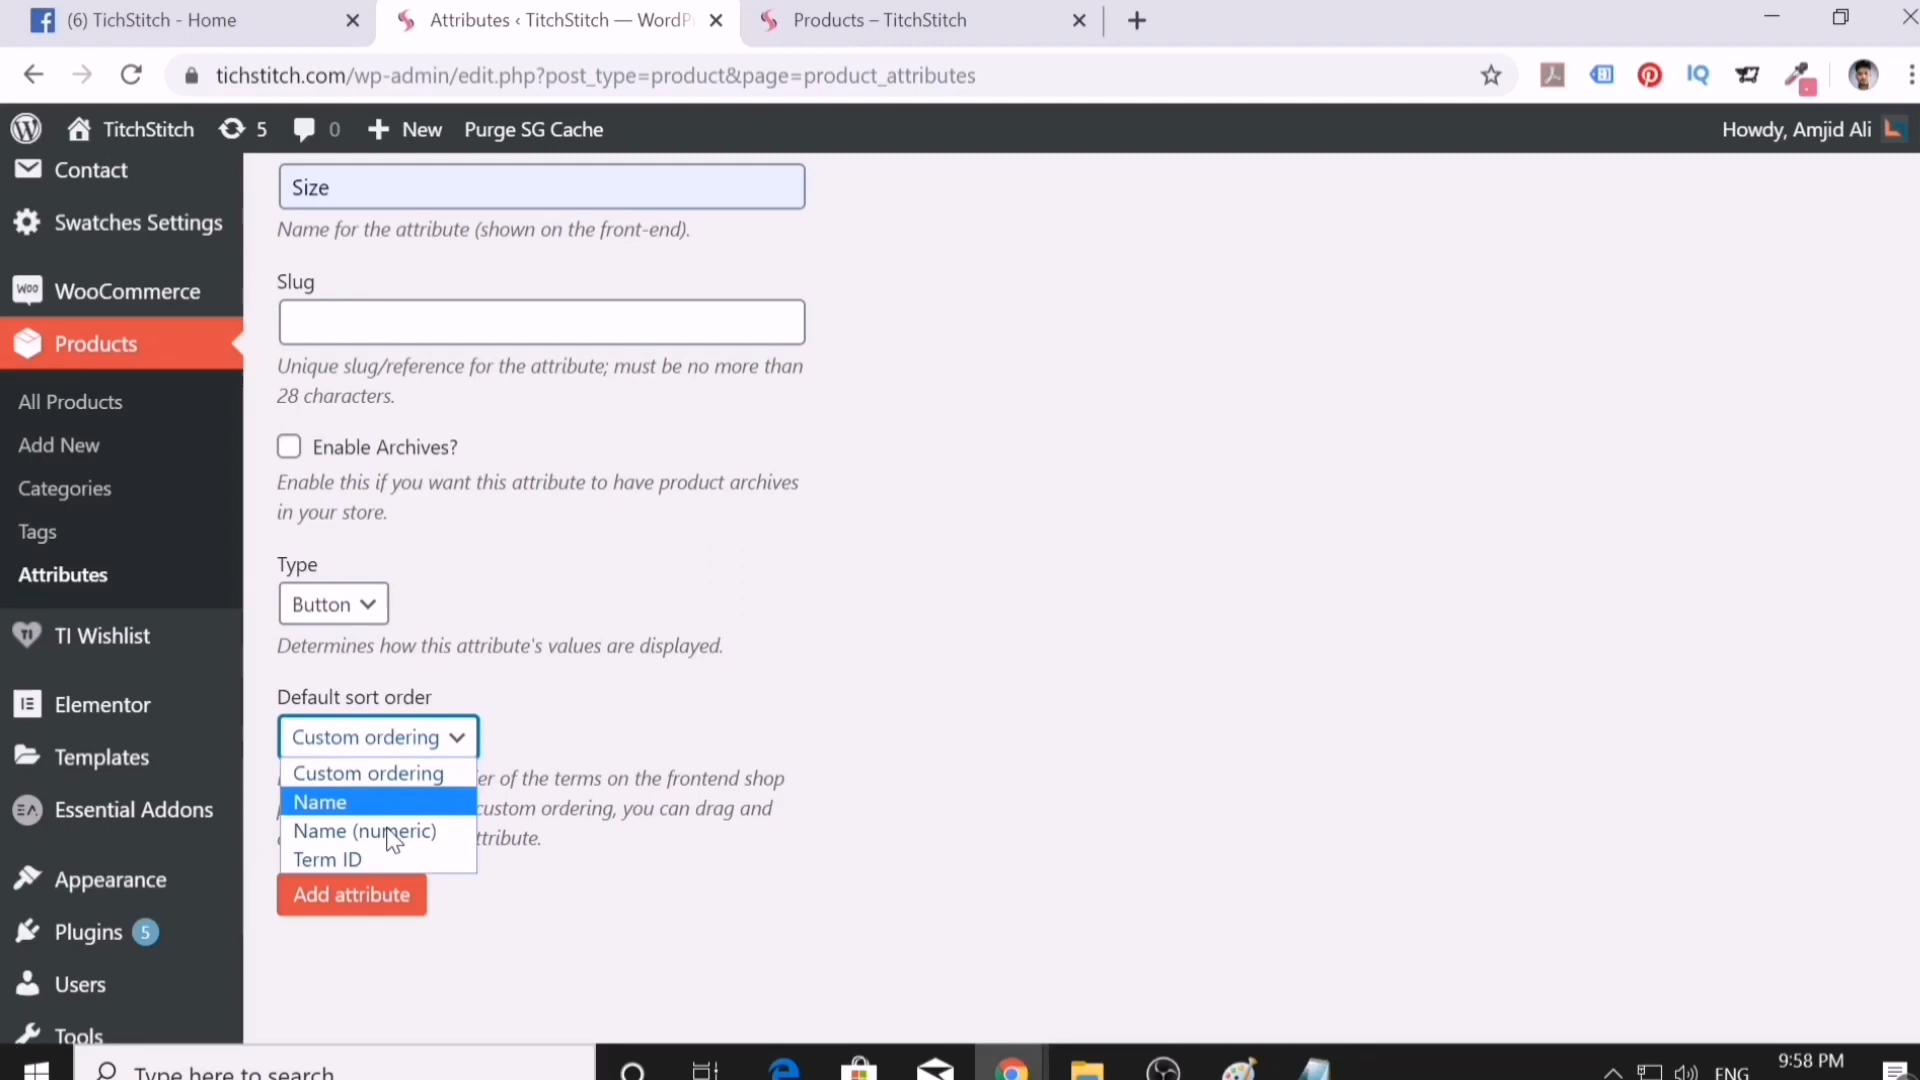 (6) TichStitch - Home
Attributes ‹ TitchStitch — WordP
Products – TitchStitch
tichstitch.com/wp-admin/edit.php?post_type=product&page=product_attributes
IQ
TitchStitch
5
0
New
Purge SG Cache
Howdy, Amjid Ali
Contact
Swatches Settings
Woo
WooCommerce
Products
All Products
Add New
Categories
Tags
Attributes
TI
TI Wishlist
Elementor
Templates
EA
Essential Addons
Appearance
Plugins 5
Users
Tools
Size
Name for the attribute (shown on the front-end).
Slug
Unique slug/reference for the attribute; must be no more than
28 characters.
Enable Archives?
Enable this if you want this attribute to have product archives
in your store.
Type
Button
Determines how this attribute's values are displayed.
Default sort order
Custom ordering
Custom ordering
er of the terms on the frontend shop
Name
custom ordering, you can drag and
Name (numeric)
ttribute.
Term ID
Add attribute
Type here to search
ENG
9:58 PM